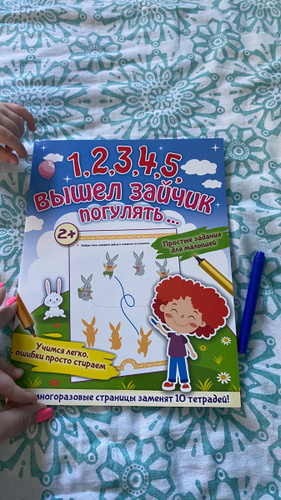 1,2,3,4,5,
вышел зайчик
погулять...
2+
Простые задания
для малышей
Учимся легко,
ошибки просто стираем
многоразовые страницы заменят 10 тетрадей!